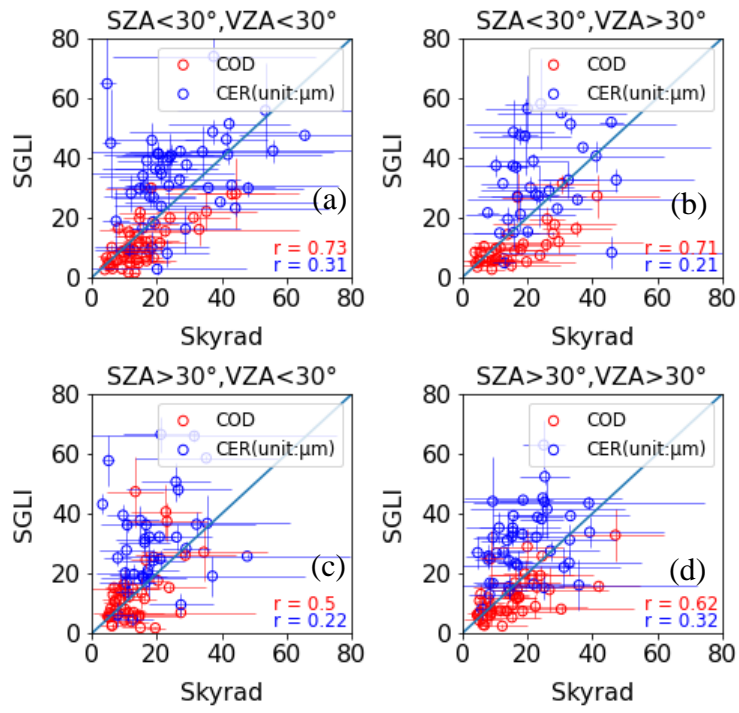 SZA<30°,VZA<30°
80
60
40
20
0
SGLI
COD
CER(unit:μm)
(a)
r = 0.73
r = 0.31
0 20 40 60 80
Skyrad
SZA<30°,VZA>30°
80
60
40
20
0
SGLI
COD
CER(unit:μm)
(b)
r = 0.71
r = 0.21
0 20 40 60 80
Skyrad
SZA>30°,VZA<30°
80
60
40
20
0
SGLI
COD
CER(unit:μm)
(c)
r = 0.5
r = 0.22
0 20 40 60 80
Skyrad
SZA>30°,VZA>30°
80
60
40
20
0
SGLI
COD
CER(unit:μm)
(d)
r = 0.62
r = 0.32
0 20 40 60 80
Skyrad